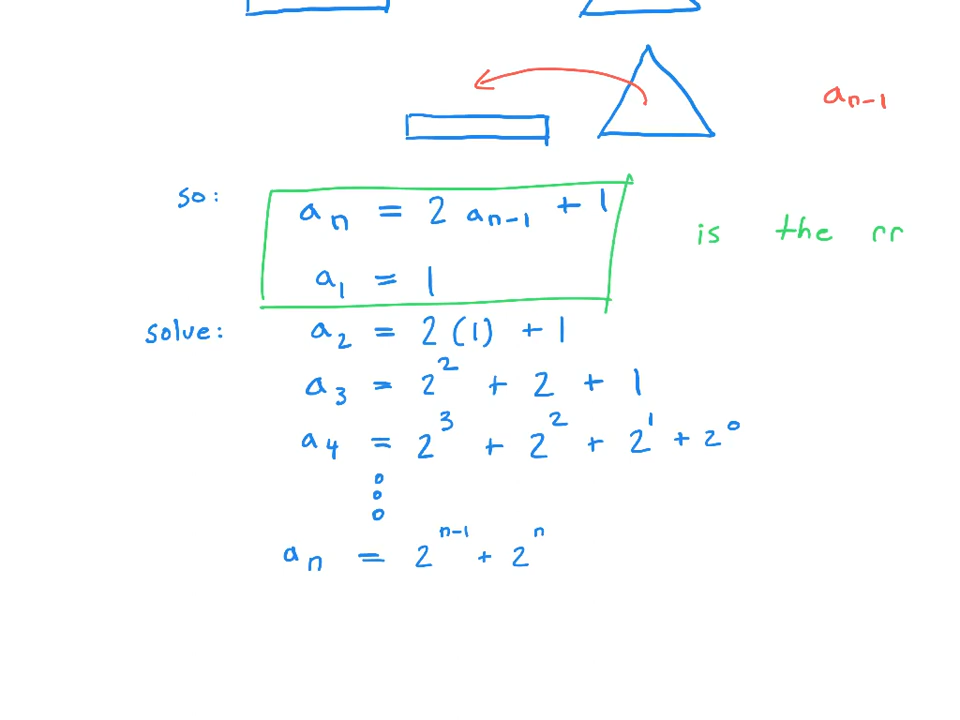 aₙ₋₁
so: aₙ = 2 aₙ₋₁ + 1
is the rr
a₁ = 1
solve: a₂ = 2 (1) + 1
a₃ = 2² + 2 + 1
a₄ = 2³ + 2² + 2¹ + 2⁰
aₙ = 2ⁿ⁻¹ + 2ⁿ